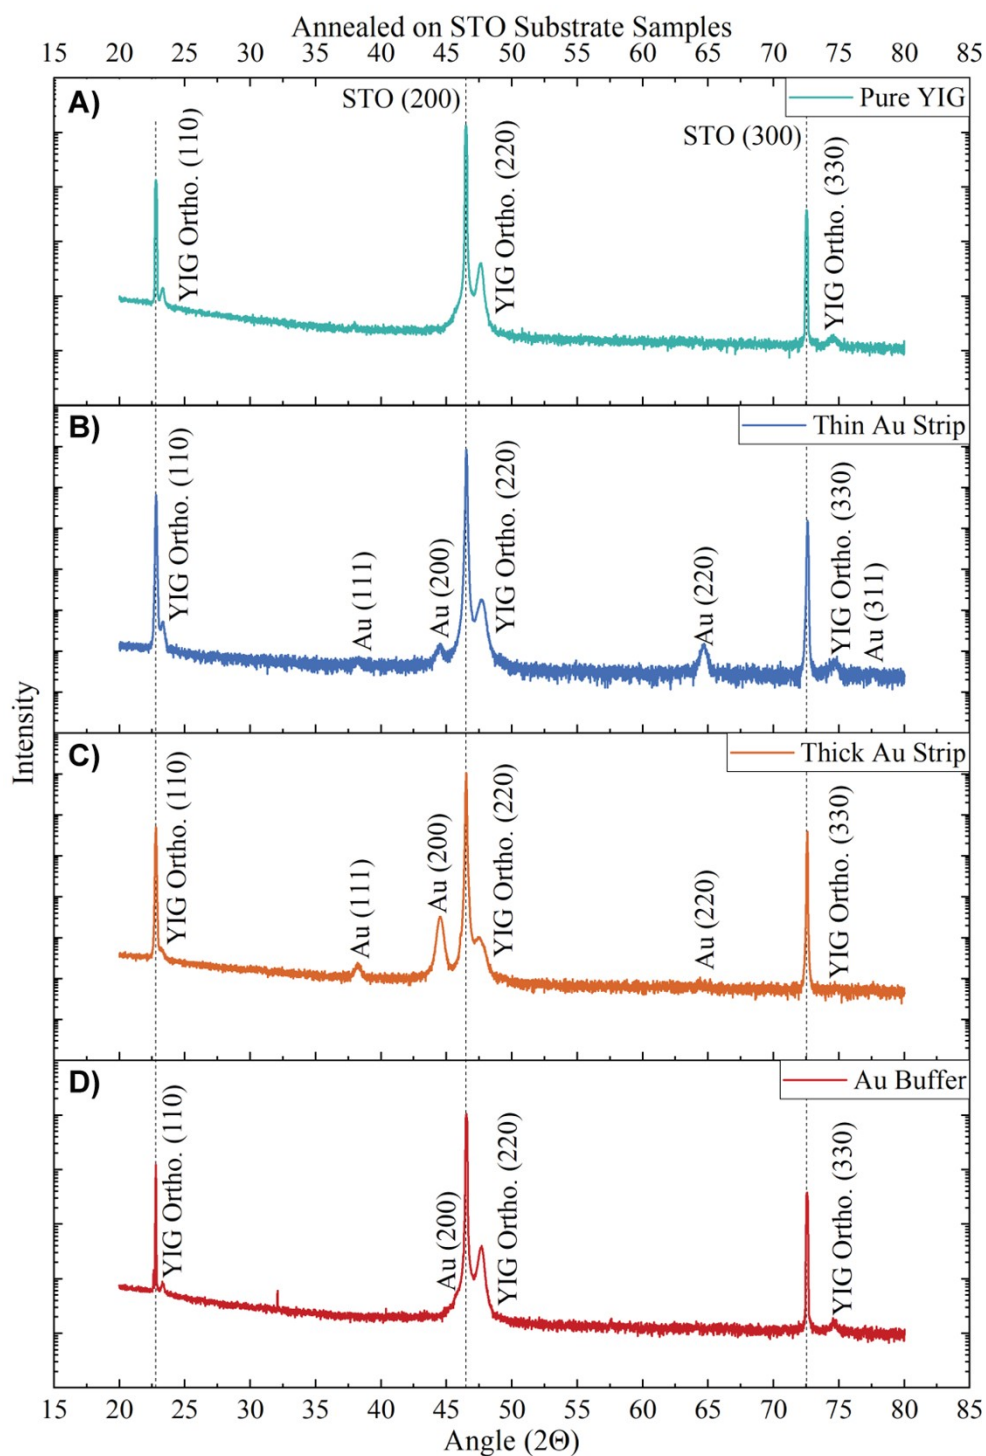 Annealed on STO Substrate Samples
15 20 25 30 35 40 45 50 55 60 65 70 75 80 85
A)
Pure YIG
STO (200)
STO (300)
YIG Ortho. (110)
YIG Ortho. (220)
YIG Ortho. (330)
B)
Thin Au Strip
YIG Ortho. (110)
Au (111)
Au (200)
YIG Ortho. (220)
Au (220)
YIG Ortho. (330)
Au (311)
Intensity
C)
Thick Au Strip
YIG Ortho. (110)
Au (111)
Au (200)
YIG Ortho. (220)
Au (220)
YIG Ortho. (330)
D)
Au Buffer
YIG Ortho. (110)
Au (200)
YIG Ortho. (220)
YIG Ortho. (330)
15 20 25 30 35 40 45 50 55 60 65 70 75 80 85
Angle (2Θ)